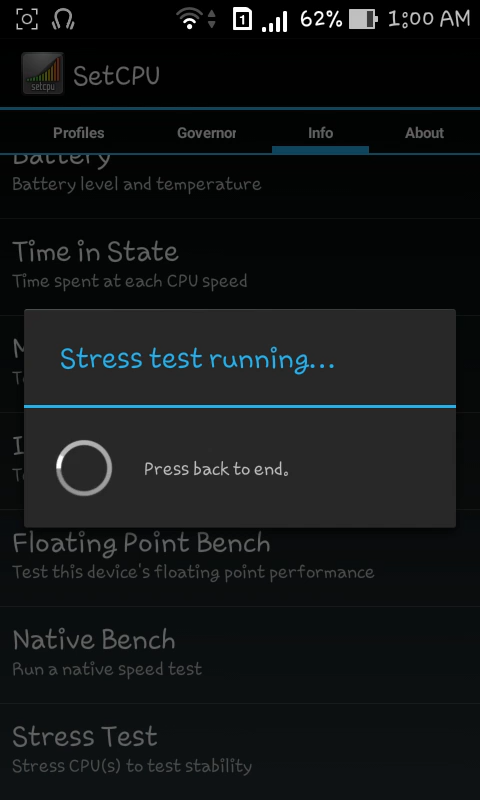 1 62% 1:00 AM
setcpu SetCPU
Profiles Governor Info About
Battery
Battery level and temperature
Time in State
Time spent at each CPU speed
Stress test running...
Press back to end.
Floating Point Bench
Test this device's floating point performance
Native Bench
Run a native speed test
Stress Test
Stress CPU(s) to test stability